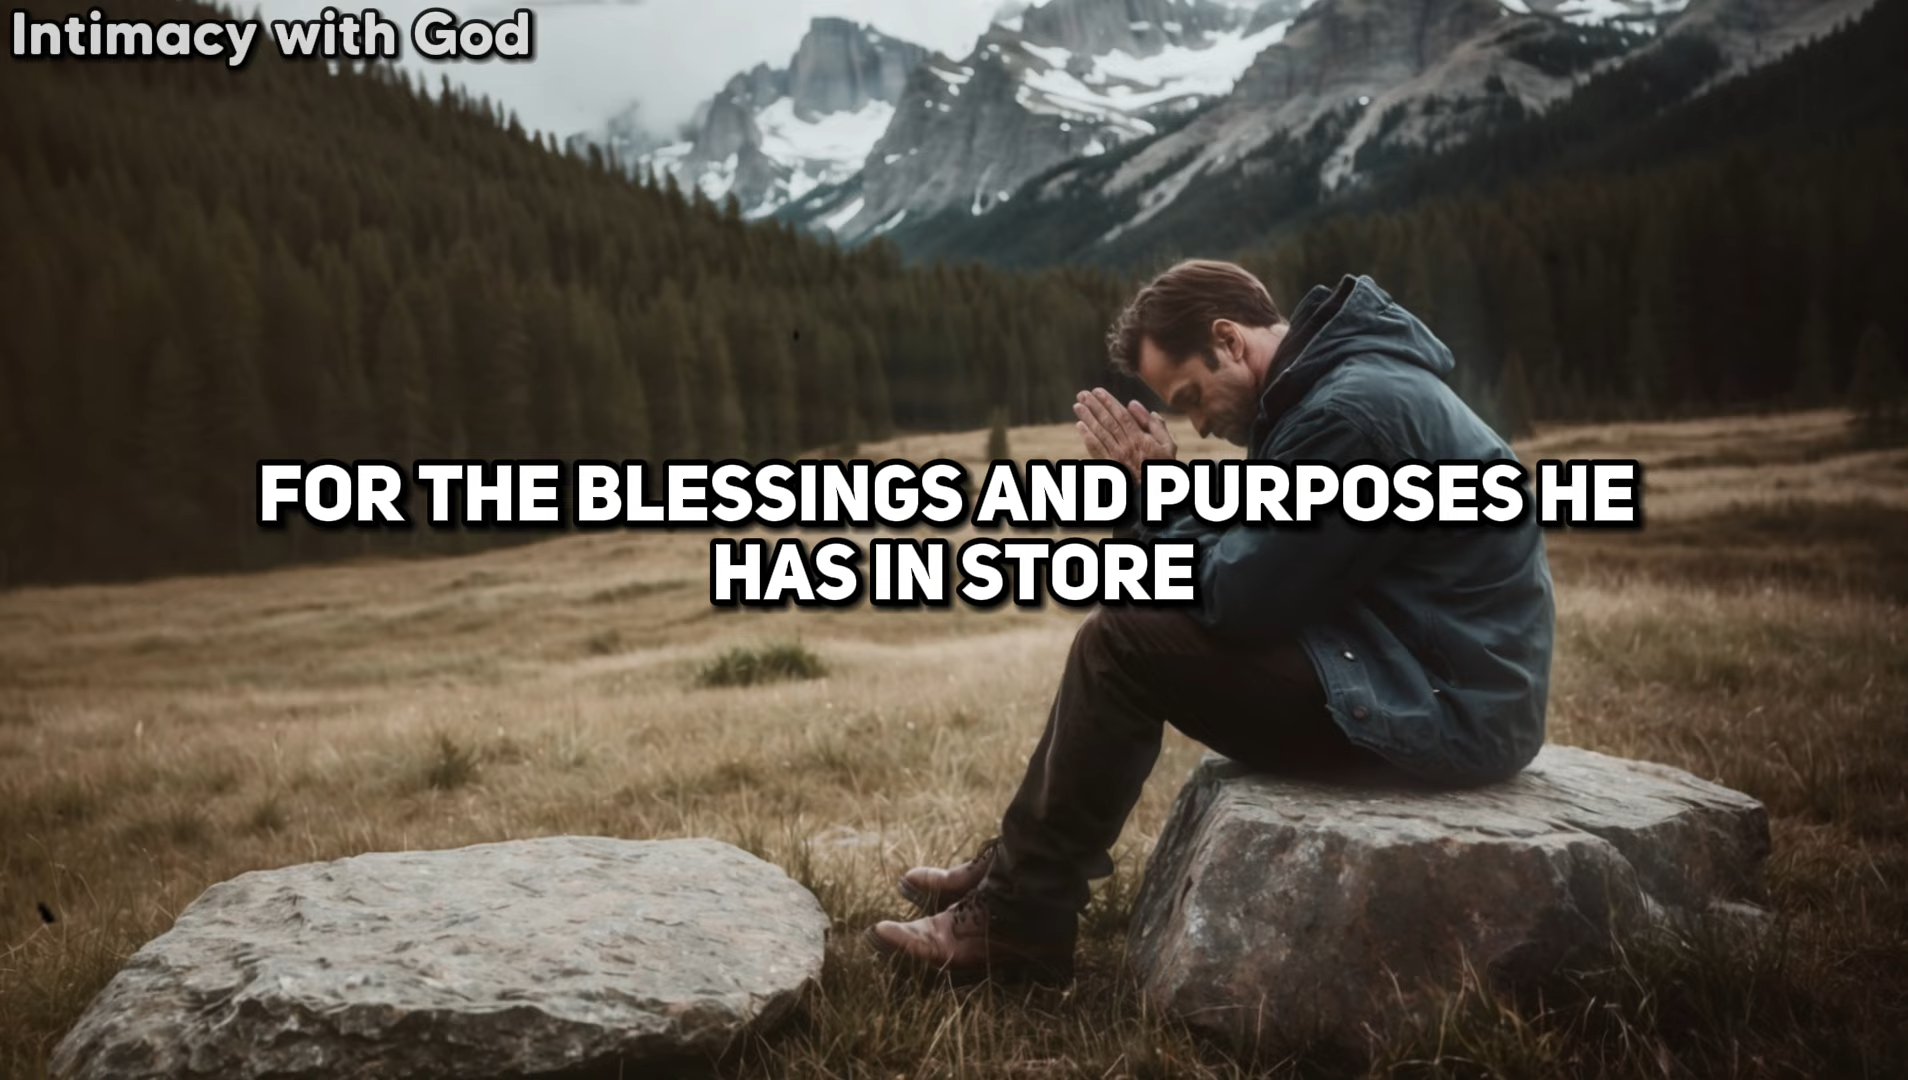 Intimacy with God
FOR THE BLESSINGS AND PURPOSES HE
HAS IN STORE